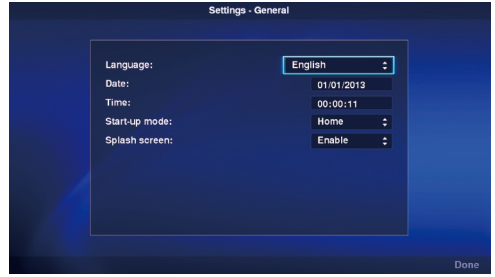 Settings - General
Language: English
Date: 01/01/2013
Time: 00:00:11
Start-up mode: Home
Splash screen: Enable
Done